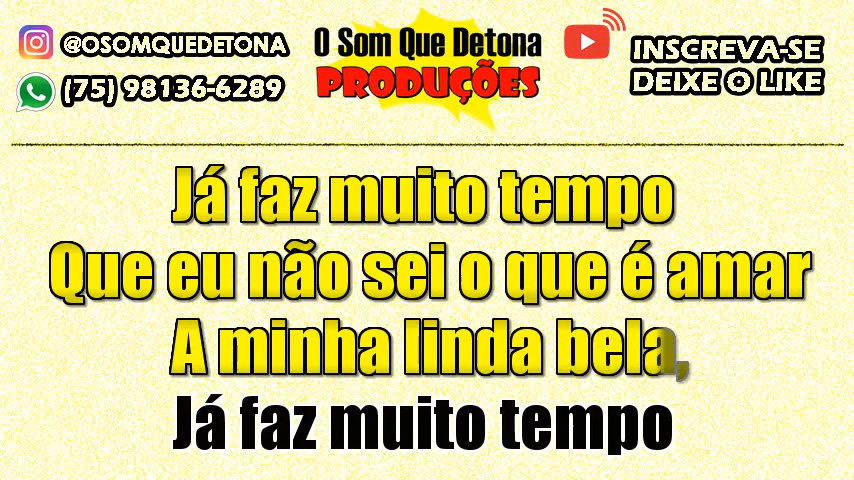 @OSOMQUEDETONA
(75) 98136-6289
O Som Que Detona
PRODUÇÕES
INSCREVA-SE
DEIXE O LIKE
Já faz muito tempo
Que eu não sei o que é amar
A minha linda bela,
Já faz muito tempo